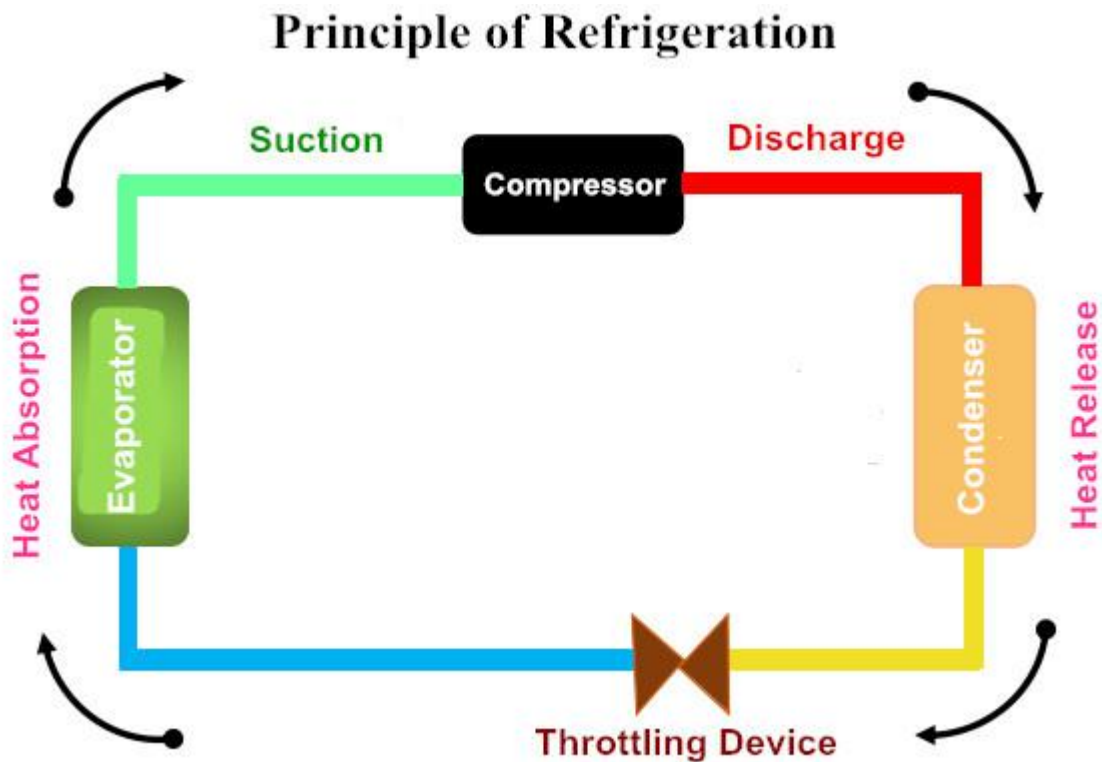 Principle of Refrigeration
Suction
Discharge
Compressor
Heat Absorption
Evaporator
Condenser
Heat Release
Throttling Device